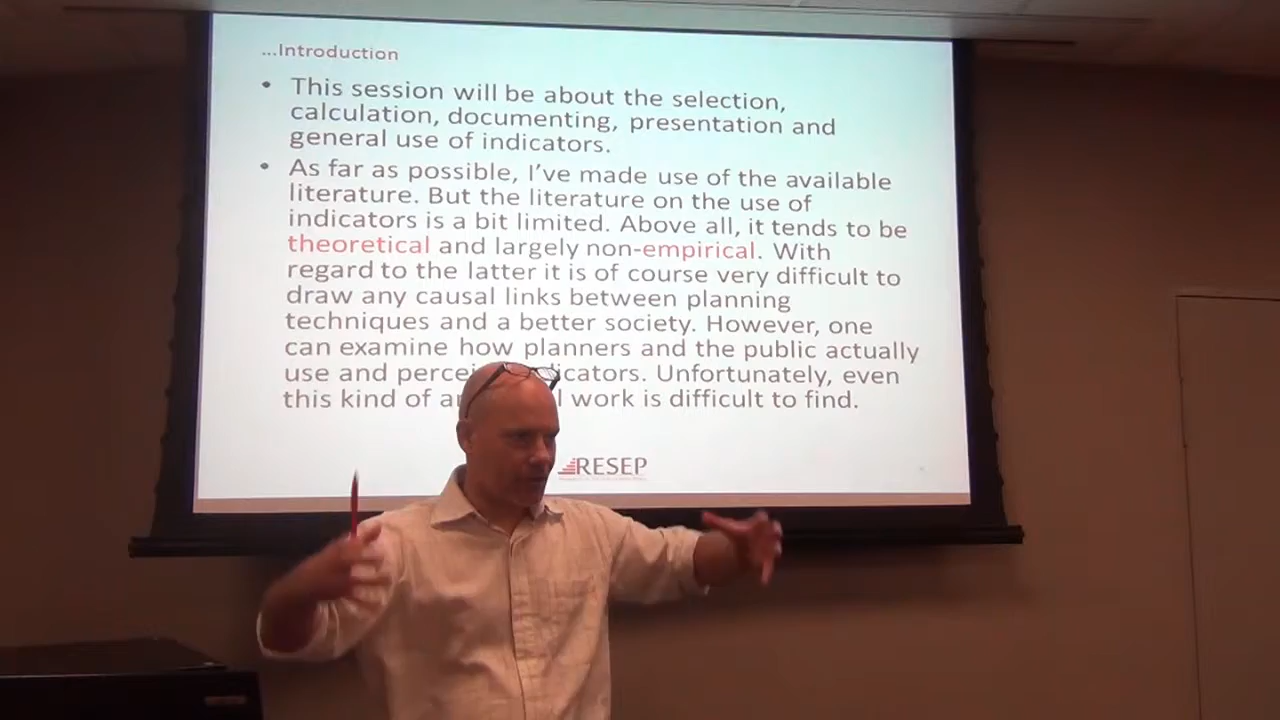 ...Introduction
• This session will be about the selection,
calculation, documenting, presentation and
general use of indicators.
• As far as possible, I've made use of the available
literature. But the literature on the use of
indicators is a bit limited. Above all, it tends to be
theoretical and largely non-empirical. With
regard to the latter it is of course very difficult to
draw any causal links between planning
techniques and a better society. However, one
can examine how planners and the public actually
use and icators. Unfortunately, even
this kind of work is difficult to find.
RESEP